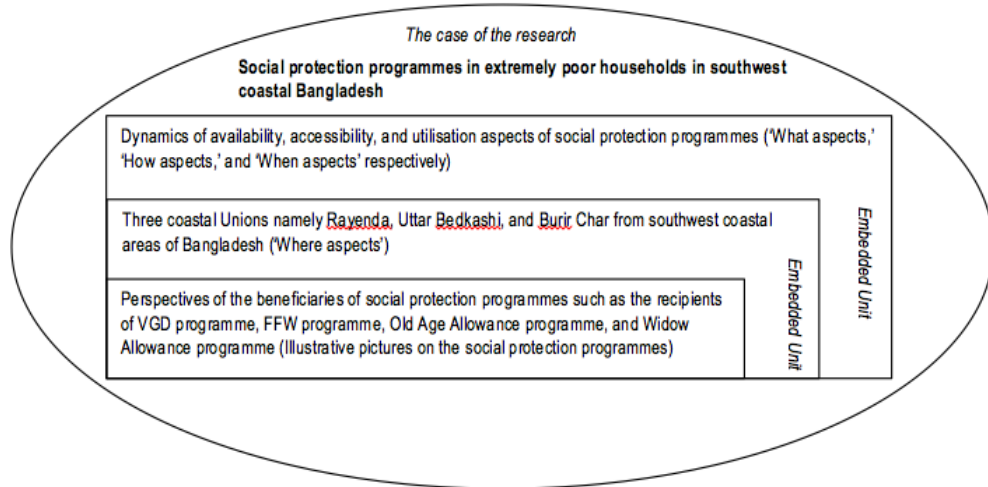 The case of the research
Social protection programmes in extremely poor households in southwest
coastal Bangladesh
Dynamics of availability, accessibility, and utilisation aspects of social protection programmes (‘What aspects,’
‘How aspects,’ and ‘When aspects’ respectively)
Three coastal Unions namely Rayenda, Uttar Bedkashi, and Burir Char from southwest coastal
areas of Bangladesh (‘Where aspects’)
Perspectives of the beneficiaries of social protection programmes such as the recipients
of VGD programme, FFW programme, Old Age Allowance programme, and Widow
Allowance programme (Illustrative pictures on the social protection programmes)
Embedded Unit
Embedded Unit